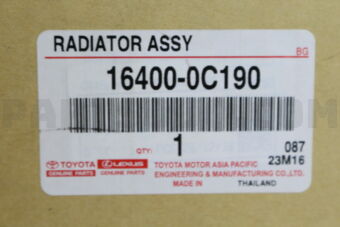 RADIATOR ASSY
BG
16400-0C190
QTY: 1
087
23M16
TOYOTA LEXUS
GENUINE PARTS GENUINE PARTS
TOYOTA MOTOR ASIA PACIFIC
ENGINEERING & MANUFACTURING CO.,LTD.
MADE IN THAILAND